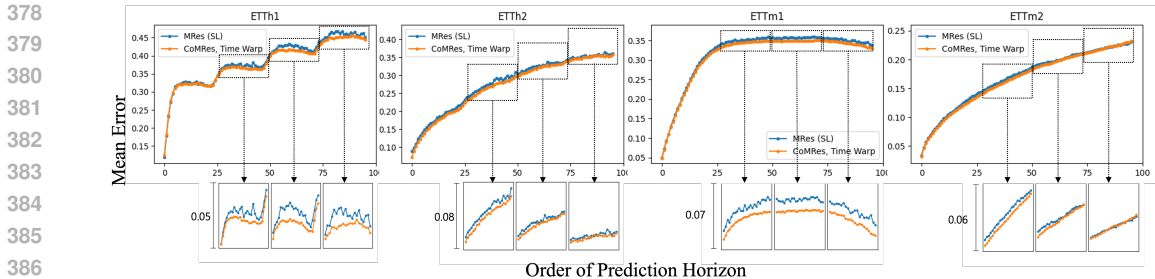 378
379
380
381
382
383
384
385
386
Mean Error
ETTh1
MRes (SL)
CoMRes, Time Warp
0.45
0.40
0.35
0.30
0.25
0.20
0.15
0 25 50 75 100
0.05
ETTh2
MRes (SL)
CoMRes, Time Warp
0.40
0.35
0.30
0.25
0.20
0.15
0.10
0 25 50 75 100
0.08
ETTm1
MRes (SL)
CoMRes, Time Warp
0.35
0.30
0.25
0.20
0.15
0.10
0.05
0 25 50 75 100
0.07
ETTm2
MRes (SL)
CoMRes, Time Warp
0.25
0.20
0.15
0.10
0.05
0 25 50 75 100
0.06
Order of Prediction Horizon